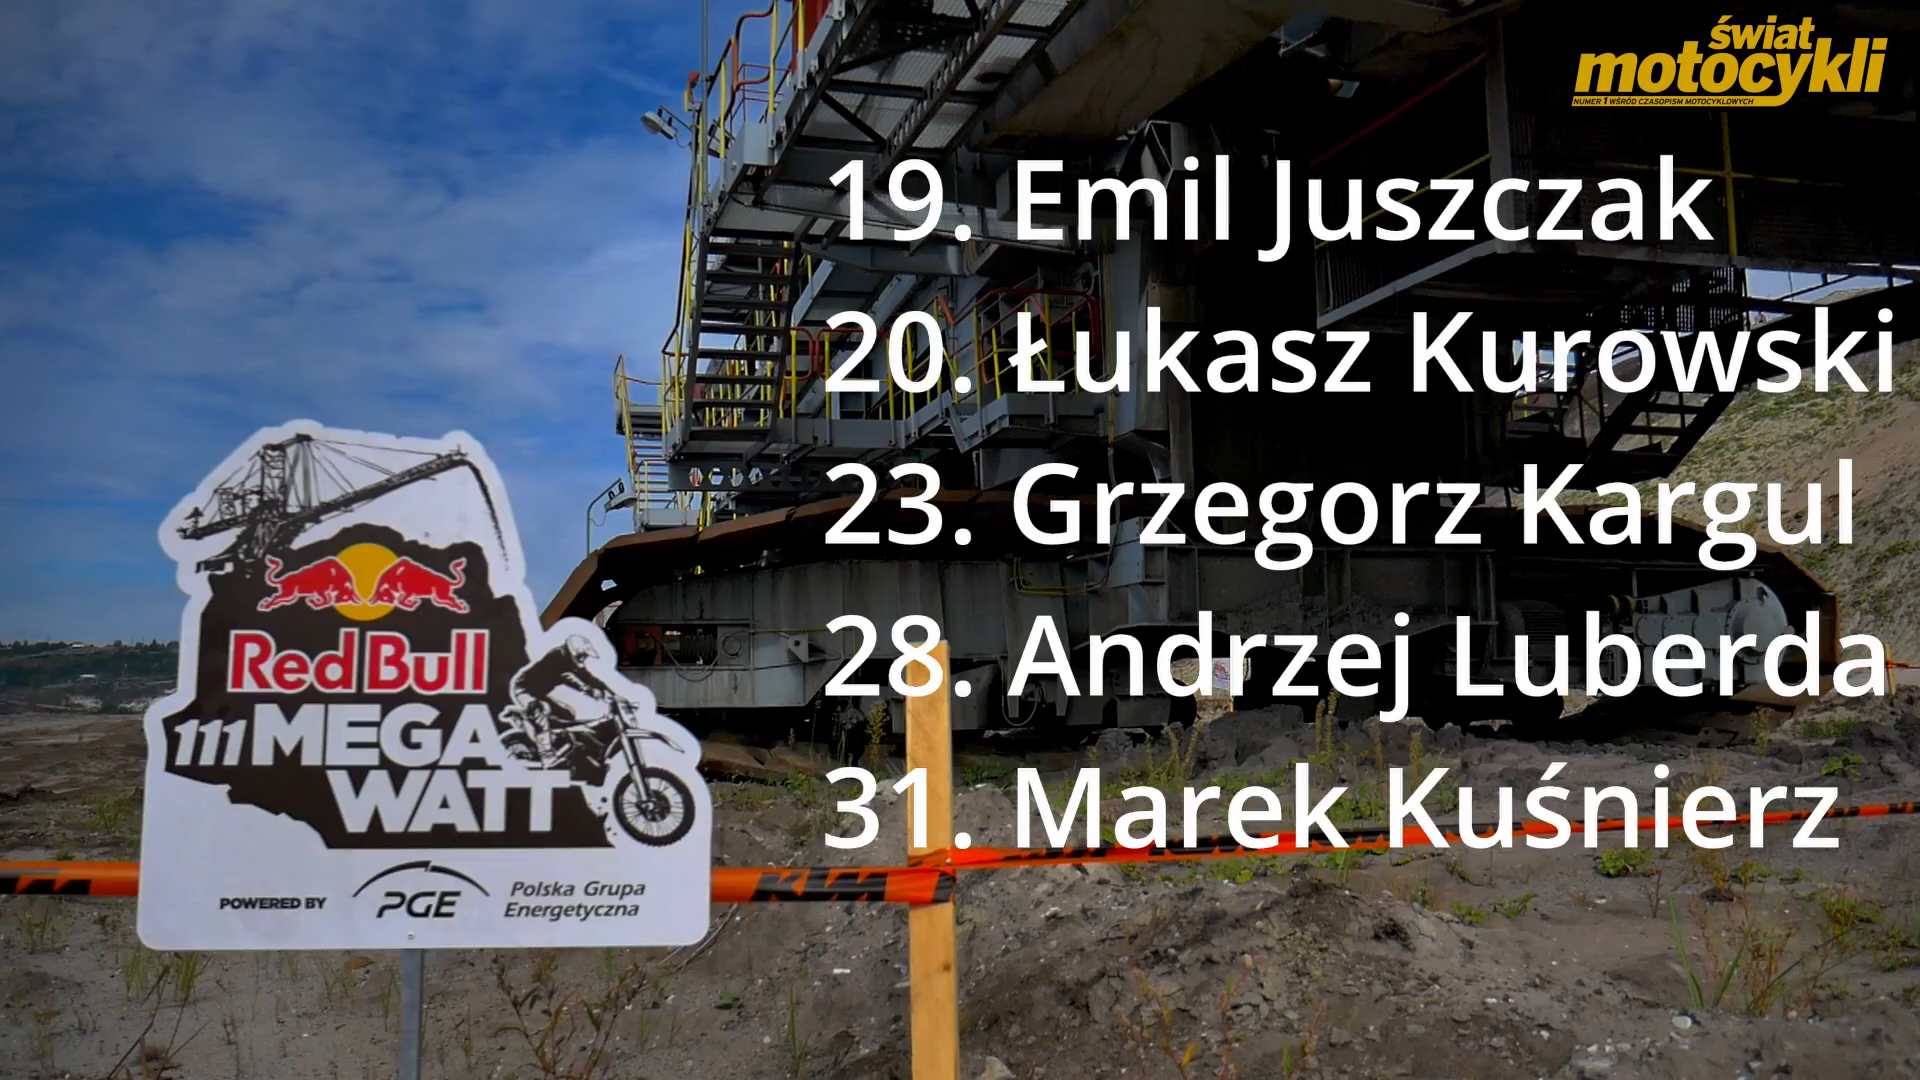 świat
motocykli
NUMER 1 WŚRÓD CZASOPISM MOTOCYKLOWYCH
19. Emil Juszczak
20. Łukasz Kurowski
23. Grzegorz Kargul
28. Andrzej Luberda
31. Marek Kuśnierz
Red Bull
111 MEGA
WATT
POWERED BY
PGE
Polska Grupa
Energetyczna
KTM